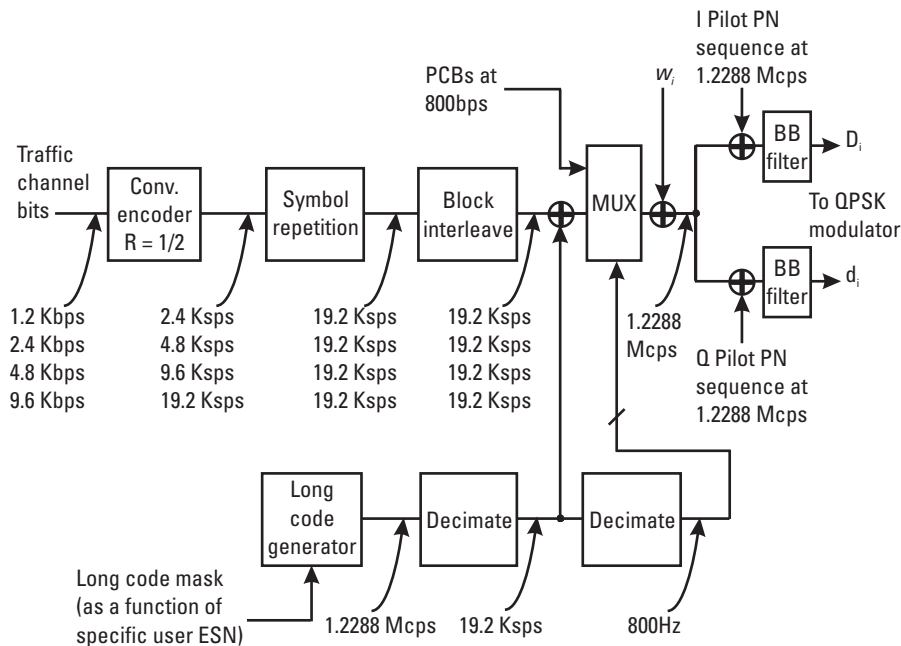 I Pilot PN
sequence at
1.2288 Mcps
PCBs at
800bps
w_i
BB
filter
D_i
Traffic
channel
bits
Conv.
encoder
R = 1/2
Symbol
repetition
Block
interleave
MUX
To QPSK
modulator
BB
filter
d_i
1.2 Kbps
2.4 Kbps
4.8 Kbps
9.6 Kbps
2.4 Ksps
4.8 Ksps
9.6 Ksps
19.2 Ksps
19.2 Ksps
19.2 Ksps
19.2 Ksps
19.2 Ksps
19.2 Ksps
19.2 Ksps
19.2 Ksps
19.2 Ksps
1.2288
Mcps
Q Pilot PN
sequence at
1.2288 Mcps
Long
code
generator
Decimate
Decimate
Long code mask
(as a function of
specific user ESN)
1.2288 Mcps
19.2 Ksps
800Hz